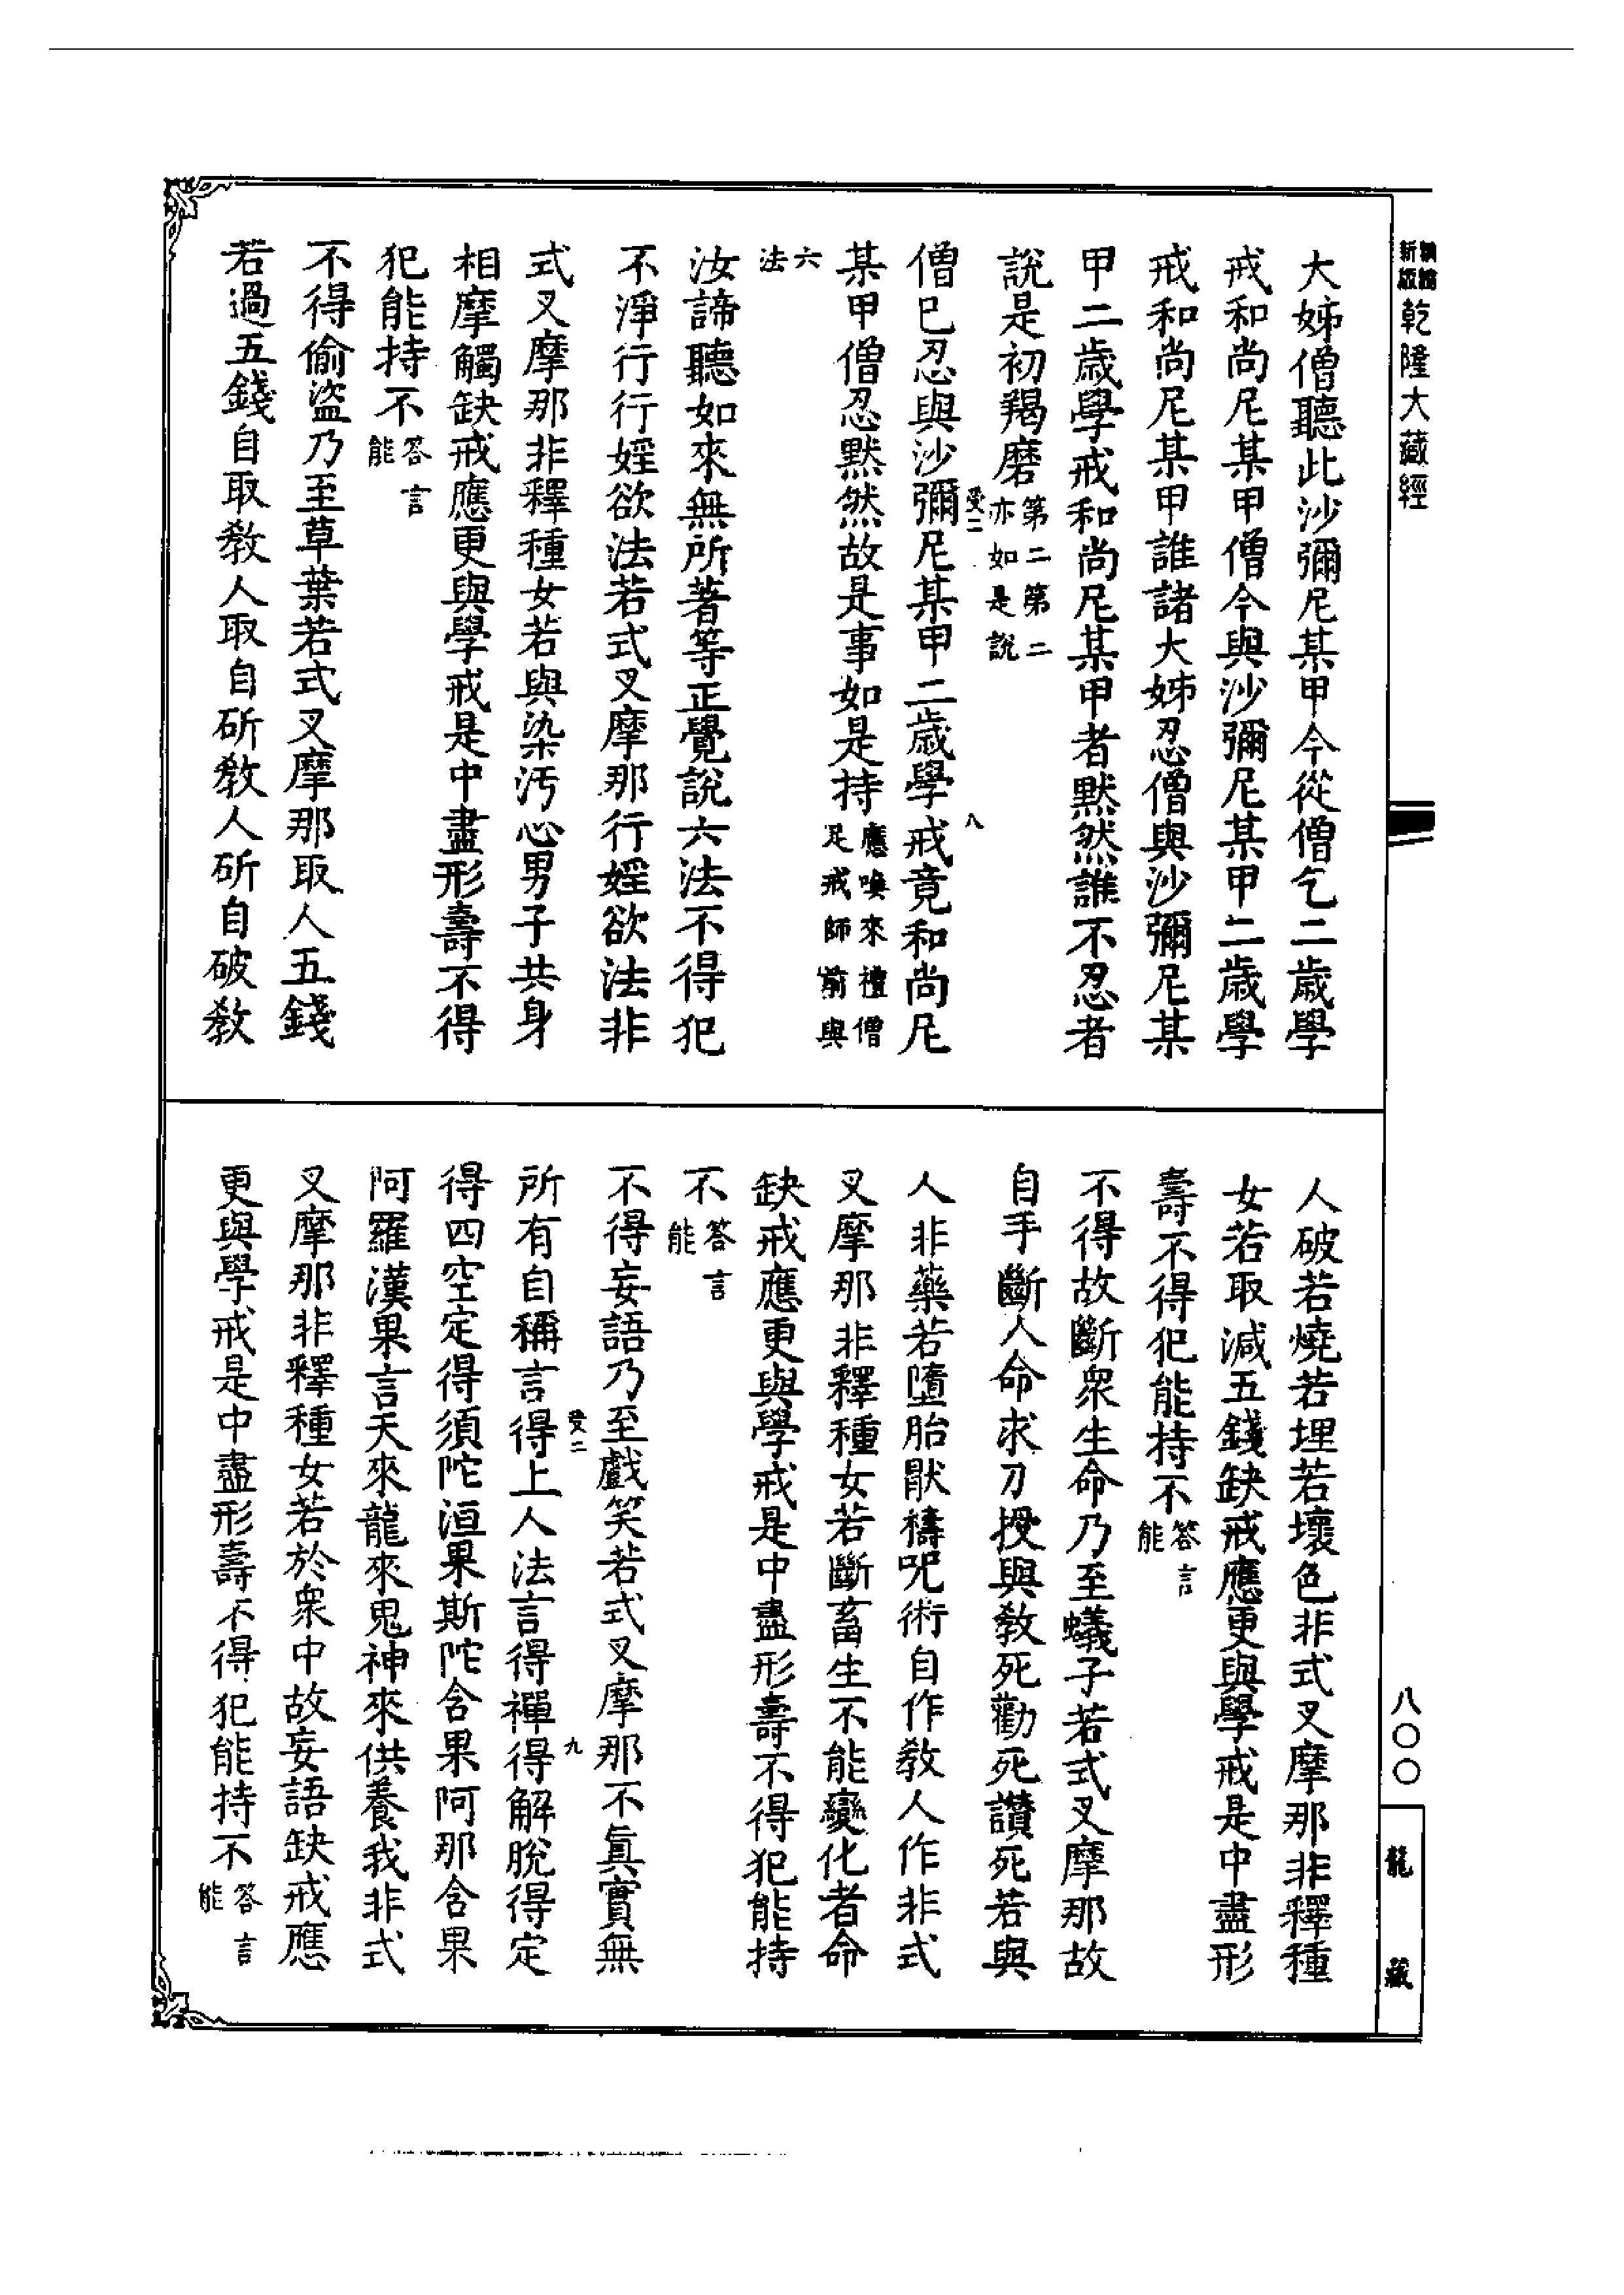 新版精縮乾隆大藏經
大姊僧聽此沙彌尼某甲今從僧乞二歲學
戒和尚尼某甲僧今與沙彌尼某甲二歲學
戒和尚尼某甲誰諸大姊忍僧與沙彌尼某
甲二歲學戒和尚尼某甲者默然誰不忍者
說是初羯磨第二第二亦如是說
受二
八
僧巳忍與沙彌尼某甲二歲學戒竟和尚尼
某甲僧忍默然故是事如是持應喚來禮僧足戒師前與
六法
汝諦聽如來無所著等正覺說六法不得犯
不淨行行婬欲法若式叉摩那行婬欲法非
式叉摩那非釋種女若與染汚心男子共身
相摩觸缺戒應更與學戒是中盡形壽不得
犯能持不答言能
不得偷盜乃至草葉若式叉摩那取人五錢
若過五錢自取敎人取自斫敎人斫自破敎
人破若燒若埋若壞色非式叉摩那非釋種
女若取減五錢缺戒應更與學戒是中盡形
壽不得犯能持不答言能
不得故斷衆生命乃至蟻子若式叉摩那故
自手斷人命求刀授與敎死勸死讚死若與
人非藥若墮胎厭禱呪術自作敎人作非式
叉摩那非釋種女若斷畜生不能變化者命
缺戒應更與學戒是中盡形壽不得犯能持
不答言能
不得妄語乃至戲笑若式叉摩那不眞實無
受二
九
所有自稱言得上人法言得禪得解脫得定
得四空定得須陀洹果斯陀含果阿那含果
阿羅漢果言天來龍來鬼神來供養我非式
叉摩那非釋種女若於衆中故妄語缺戒應
更與學戒是中盡形壽不得犯能持不答言能
八〇〇
龍藏